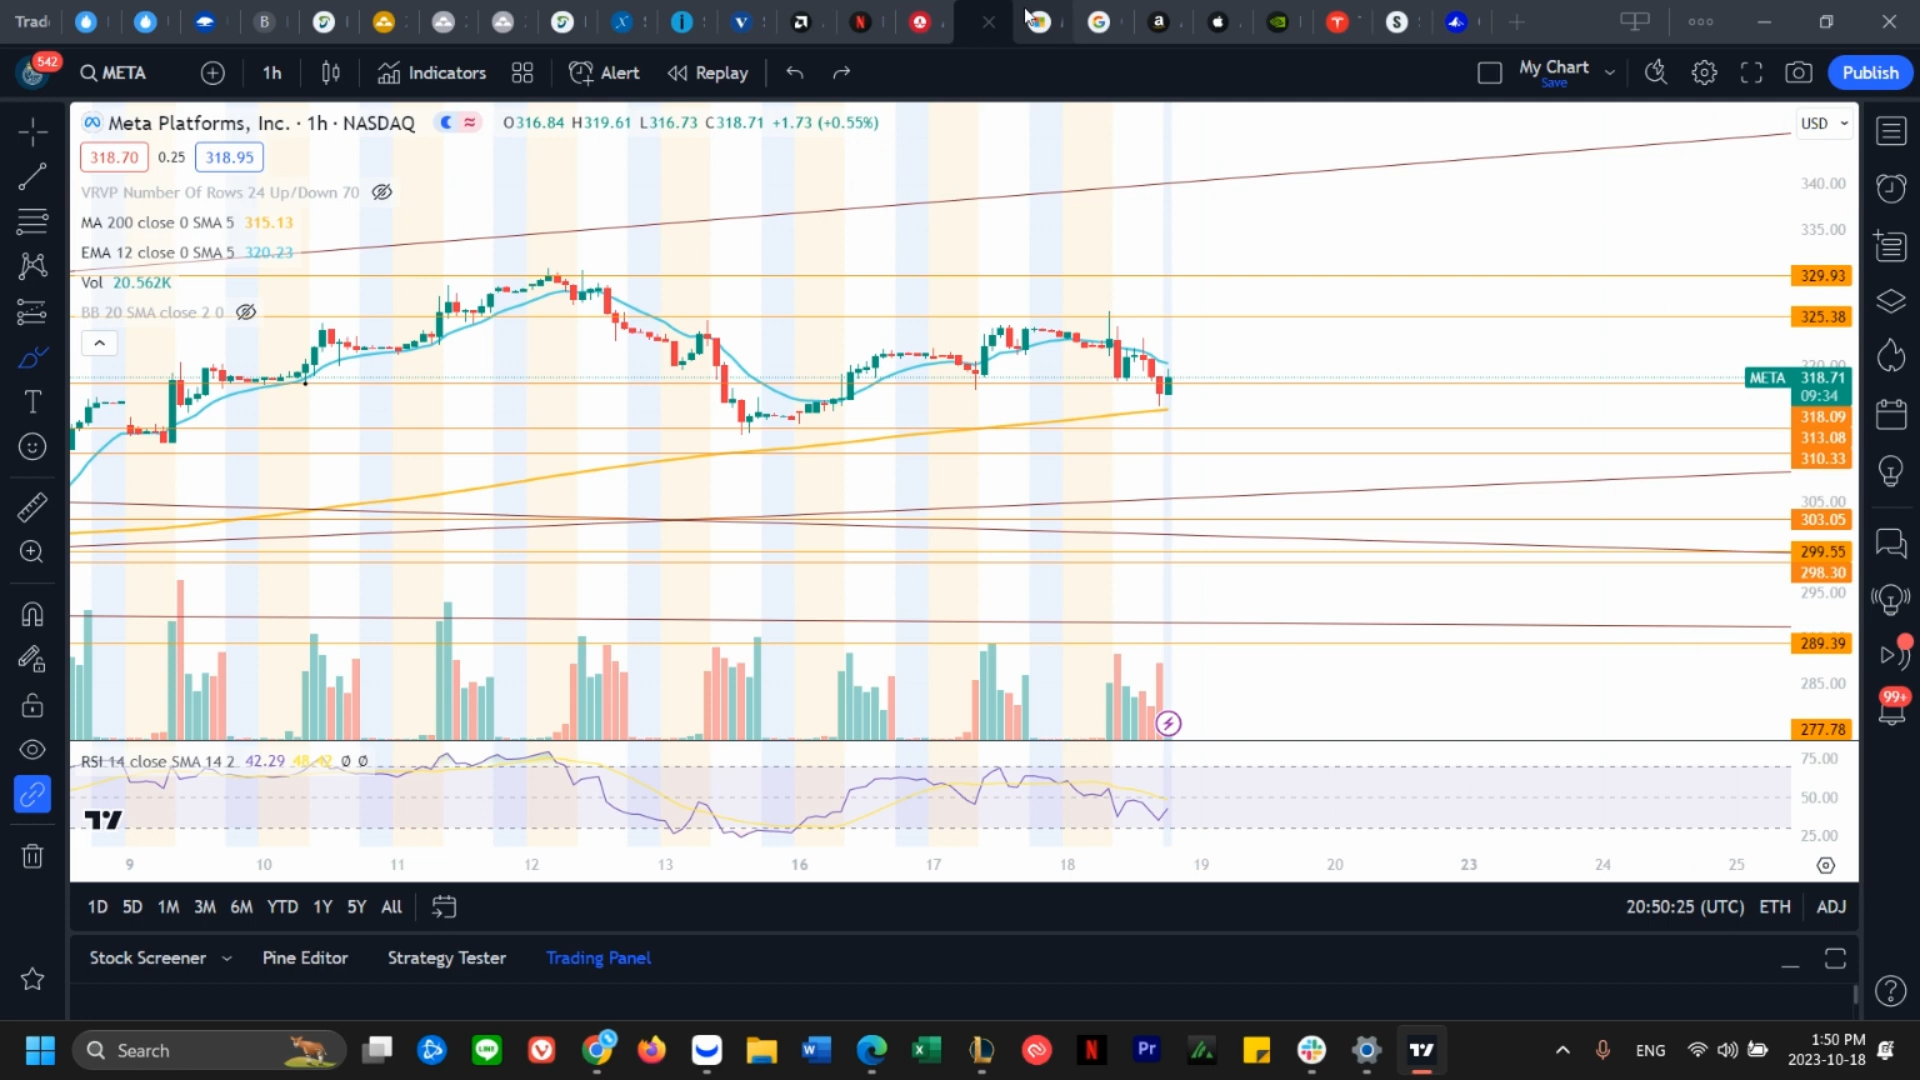 Trad
B
542
META
1h
Indicators
Alert
Replay
My Chart
Save
Publish
Meta Platforms, Inc. · 1h · NASDAQ
O316.84 H319.61 L316.73 C318.71 +1.73 (+0.55%)
USD
318.70 0.25 318.95
VRVP Number Of Rows 24 Up/Down 70
MA 200 close 0 SMA 5 315.13
EMA 12 close 0 SMA 5 320.23
Vol 20.562K
BB 20 SMA close 2 0
340.00
335.00
329.93
325.38
320.00
META 318.71
09:34
318.09
313.08
310.33
305.00
303.05
299.55
298.30
295.00
289.39
285.00
277.78
RSI 14 close SMA 14 2 42.29 48.42 Ø Ø
75.00
50.00
25.00
9 10 11 12 13 16 17 18 19 20 23 24 25
99+
1D 5D 1M 3M 6M YTD 1Y 5Y All
20:50:25 (UTC) ETH ADJ
Stock Screener
Pine Editor
Strategy Tester
Trading Panel
Search
LINE
Pr
ENG
1:50 PM
2023-10-18